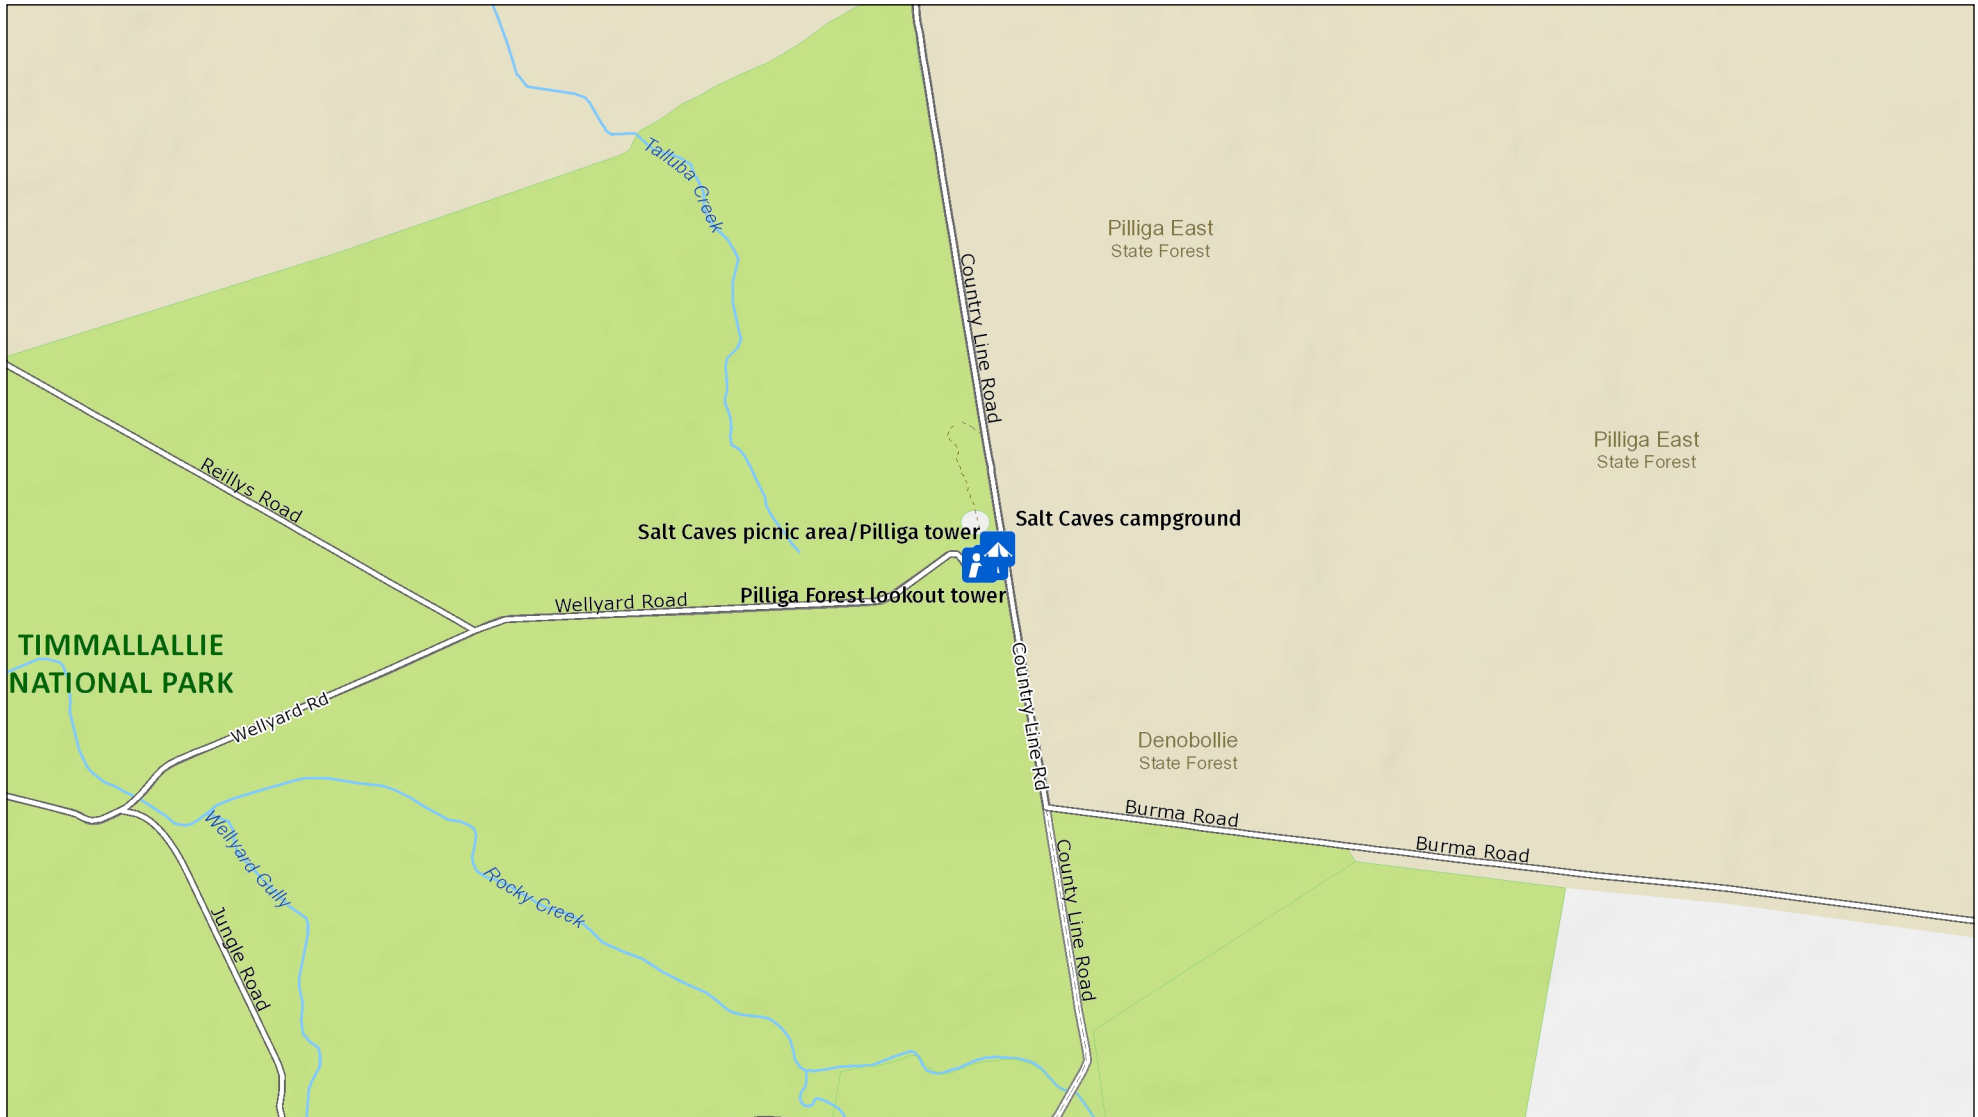 Talluba Creek
Pilliga East
State Forest
Country Line Road
Pilliga East
State Forest
Reillys Road
Salt Caves campground
Salt Caves picnic area/Pilliga tower
Pilliga Forest lookout tower
Wellyard Road
TIMMALLALLIE
NATIONAL PARK
Wellyard Rd
Country Line Rd
Denobollie
State Forest
Burma Road
Burma Road
Wellyard Gully
Rocky Creek
County Line Road
Jungle Road